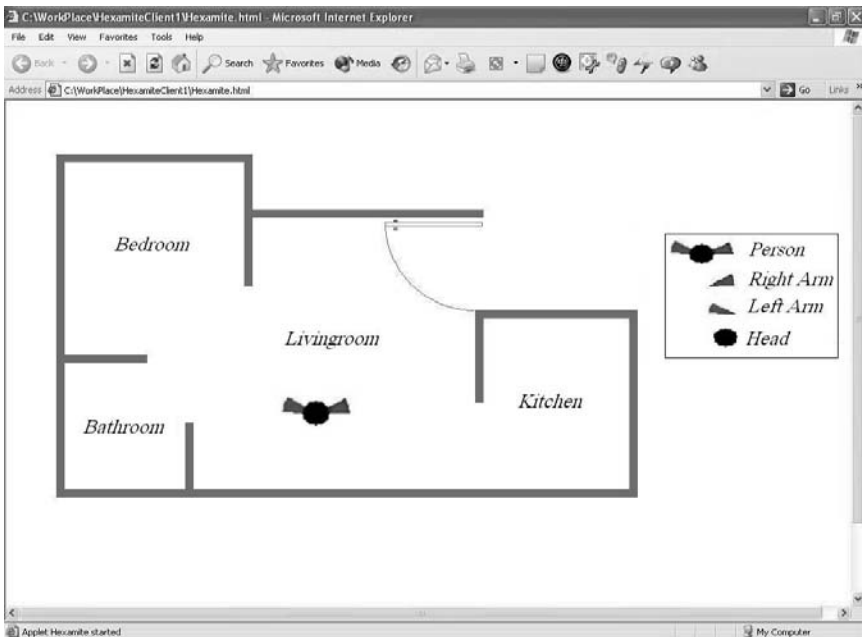 C:\WorkPlace\HexamiteClient1\Hexamite.html - Microsoft Internet Explorer
File Edit View Favorites Tools Help
Back Search Favorites Media
Address C:\WorkPlace\HexamiteClient1\Hexamite.html Go Links »
Bedroom
Person
Right Arm
Left Arm
Livingroom
Head
Kitchen
Bathroom
Applet Hexamite started My Computer